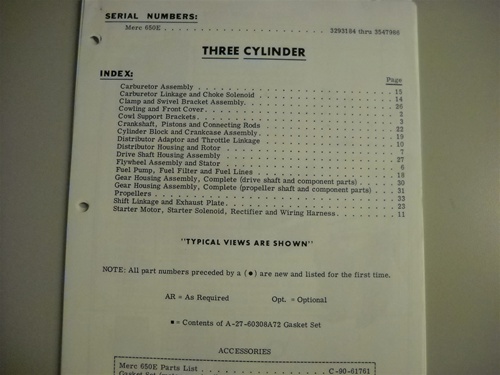 SERIAL NUMBERS:
Merc 650E . . . . . . . . . . . . . . . . . . . . 3293184 thru
THREE CYLINDER
INDEX:
Page
Carburetor Assembly . . . . . . . . . . . . . . . . . . . .
Carburetor Linkage and Choke Solenoid . . . . . . . . . . . . 14
Clamp and Swivel Bracket Assembly. . . . . . . . . . . . . . 26
Cowling and Front Cover. . . . . . . . . . . . . . . . . . . 2
Cowl Support Brackets. . . . . . . . . . . . . . . . . . . . 3
Crankshaft, Pistons and Connecting Rods . . . . . . . . . . . 22
Cylinder Block and Crankcase Assembly. . . . . . . . . . . . 19
Distributor Adaptor and Throttle Linkage . . . . . . . . . . 10
Distributor Housing and Rotor . . . . . . . . . . . . . . . . 7
Drive Shaft Housing Assembly . . . . . . . . . . . . . . . . 27
Flywheel Assembly and Stator . . . . . . . . . . . . . . . . 6
Fuel Pump, Fuel Filter and Fuel Lines . . . . . . . . . . . . 18
Gear Housing Assembly, Complete (drive shaft and component parts) . . . . 30
Gear Housing Assembly, Complete (propeller shaft and component parts) . . 31
Propellers . . . . . . . . . . . . . . . . . . . . . . . . . 33
Shift Linkage and Exhaust Plate. . . . . . . . . . . . . . . 23
Starter Motor, Starter Solenoid, Rectifier and Wiring Harness. . . . . . 11
"TYPICAL VIEWS ARE SHOWN"
NOTE: All part numbers preceded by a (●) are new and listed for the first time.
AR = As Required Opt. = Optional
■ = Contents of A-27-60308A72 Gasket Set
ACCESSORIES
Merc 650E Parts List . . . . . . . . . . . . . . . . C-90-61761
Gasket Set